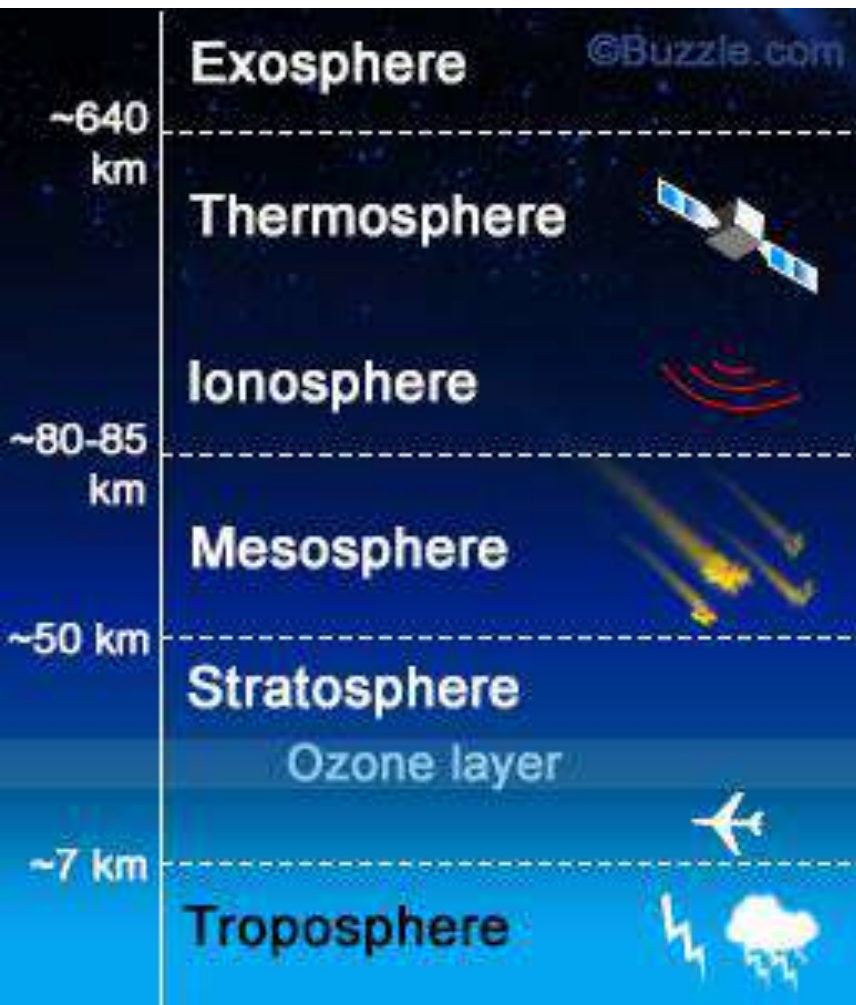 Exosphere
©Buzzle.com
~640
km
Thermosphere
Ionosphere
~80-85
km
Mesosphere
~50 km
Stratosphere
Ozone layer
~7 km
Troposphere